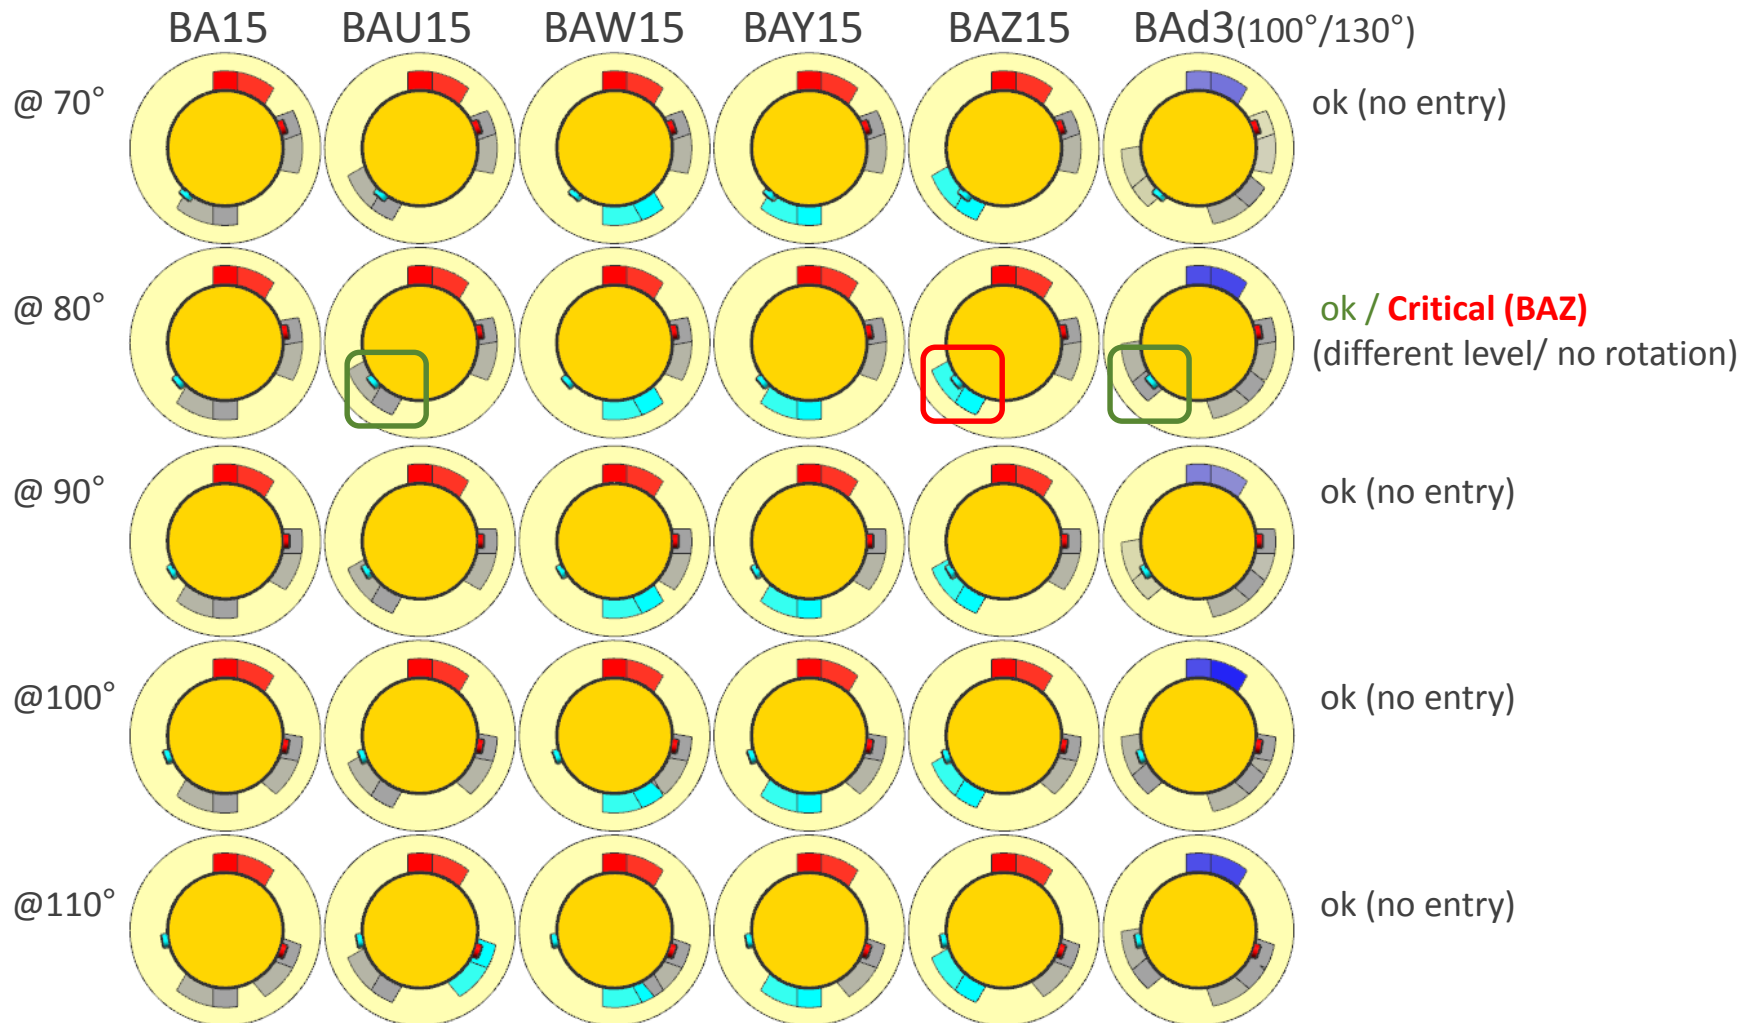 BA15 BAU15 BAW15 BAY15 BAZ15 BAd3(100°/130°)
@ 70° ok (no entry)
@ 80° ok / Critical (BAZ)
(different level/ no rotation)
@ 90° ok (no entry)
@100° ok (no entry)
@110° ok (no entry)